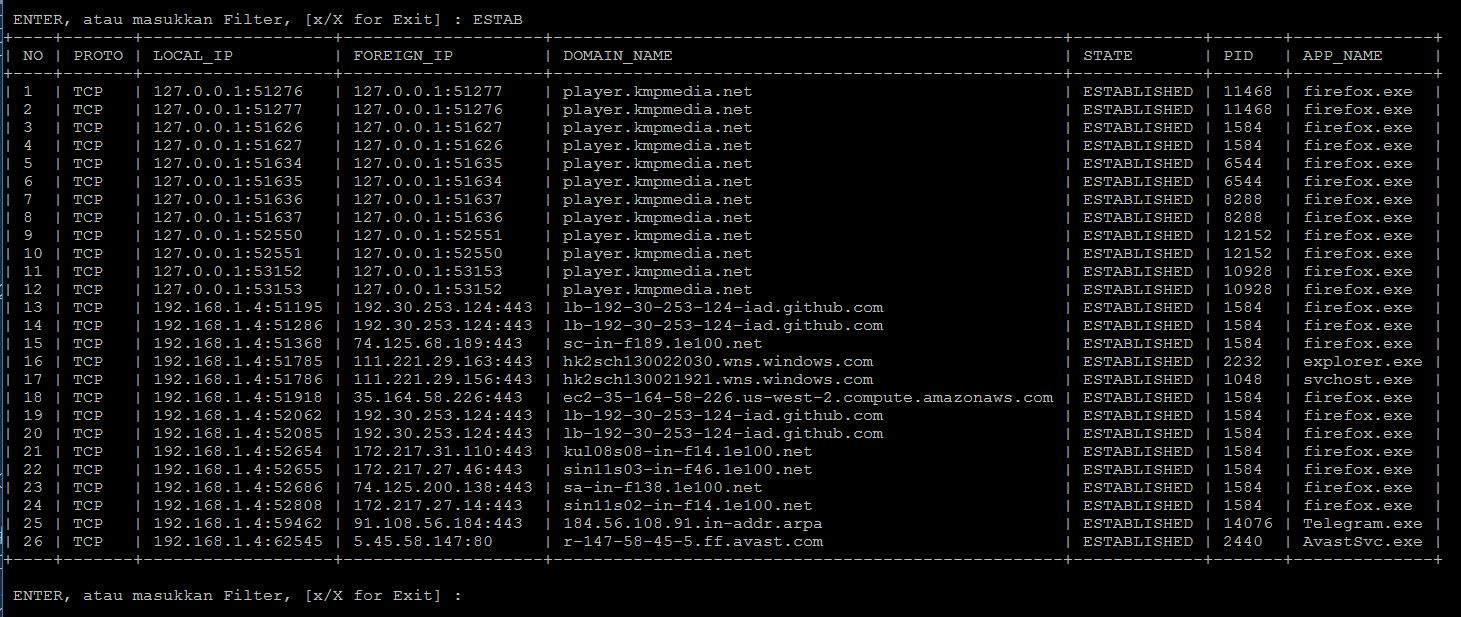 ENTER, atau masukkan Filter, [x/X for Exit] : ESTAB
| NO | PROTO | LOCAL_IP | FOREIGN_IP | DOMAIN_NAME | STATE | PID | APP_NAME |
| 1 | TCP | 127.0.0.1:51276 | 127.0.0.1:51277 | player.kmpmedia.net | ESTABLISHED | 11468 | firefox.exe |
| 2 | TCP | 127.0.0.1:51277 | 127.0.0.1:51276 | player.kmpmedia.net | ESTABLISHED | 11468 | firefox.exe |
| 3 | TCP | 127.0.0.1:51626 | 127.0.0.1:51627 | player.kmpmedia.net | ESTABLISHED | 1584 | firefox.exe |
| 4 | TCP | 127.0.0.1:51627 | 127.0.0.1:51626 | player.kmpmedia.net | ESTABLISHED | 1584 | firefox.exe |
| 5 | TCP | 127.0.0.1:51634 | 127.0.0.1:51635 | player.kmpmedia.net | ESTABLISHED | 6544 | firefox.exe |
| 6 | TCP | 127.0.0.1:51635 | 127.0.0.1:51634 | player.kmpmedia.net | ESTABLISHED | 6544 | firefox.exe |
| 7 | TCP | 127.0.0.1:51636 | 127.0.0.1:51637 | player.kmpmedia.net | ESTABLISHED | 8288 | firefox.exe |
| 8 | TCP | 127.0.0.1:51637 | 127.0.0.1:51636 | player.kmpmedia.net | ESTABLISHED | 8288 | firefox.exe |
| 9 | TCP | 127.0.0.1:52550 | 127.0.0.1:52551 | player.kmpmedia.net | ESTABLISHED | 12152 | firefox.exe |
| 10 | TCP | 127.0.0.1:52551 | 127.0.0.1:52550 | player.kmpmedia.net | ESTABLISHED | 12152 | firefox.exe |
| 11 | TCP | 127.0.0.1:53152 | 127.0.0.1:53153 | player.kmpmedia.net | ESTABLISHED | 10928 | firefox.exe |
| 12 | TCP | 127.0.0.1:53153 | 127.0.0.1:53152 | player.kmpmedia.net | ESTABLISHED | 10928 | firefox.exe |
| 13 | TCP | 192.168.1.4:51195 | 192.30.253.124:443 | lb-192-30-253-124-iad.github.com | ESTABLISHED | 1584 | firefox.exe |
| 14 | TCP | 192.168.1.4:51286 | 192.30.253.124:443 | lb-192-30-253-124-iad.github.com | ESTABLISHED | 1584 | firefox.exe |
| 15 | TCP | 192.168.1.4:51368 | 74.125.68.189:443 | sc-in-f189.1e100.net | ESTABLISHED | 1584 | firefox.exe |
| 16 | TCP | 192.168.1.4:51785 | 111.221.29.163:443 | hk2sch130022030.wns.windows.com | ESTABLISHED | 2232 | explorer.exe |
| 17 | TCP | 192.168.1.4:51786 | 111.221.29.156:443 | hk2sch130021921.wns.windows.com | ESTABLISHED | 1048 | svchost.exe |
| 18 | TCP | 192.168.1.4:51918 | 35.164.58.226:443 | ec2-35-164-58-226.us-west-2.compute.amazonaws.com | ESTABLISHED | 1584 | firefox.exe |
| 19 | TCP | 192.168.1.4:52062 | 192.30.253.124:443 | lb-192-30-253-124-iad.github.com | ESTABLISHED | 1584 | firefox.exe |
| 20 | TCP | 192.168.1.4:52085 | 192.30.253.124:443 | lb-192-30-253-124-iad.github.com | ESTABLISHED | 1584 | firefox.exe |
| 21 | TCP | 192.168.1.4:52654 | 172.217.31.110:443 | kul08s08-in-f14.1e100.net | ESTABLISHED | 1584 | firefox.exe |
| 22 | TCP | 192.168.1.4:52655 | 172.217.27.46:443 | sin11s03-in-f46.1e100.net | ESTABLISHED | 1584 | firefox.exe |
| 23 | TCP | 192.168.1.4:52686 | 74.125.200.138:443 | sa-in-f138.1e100.net | ESTABLISHED | 1584 | firefox.exe |
| 24 | TCP | 192.168.1.4:52808 | 172.217.27.14:443 | sin11s02-in-f14.1e100.net | ESTABLISHED | 1584 | firefox.exe |
| 25 | TCP | 192.168.1.4:59462 | 91.108.56.184:443 | 184.56.108.91.in-addr.arpa | ESTABLISHED | 14076 | Telegram.exe |
| 26 | TCP | 192.168.1.4:62545 | 5.45.58.147:80 | r-147-58-45-5.ff.avast.com | ESTABLISHED | 2440 | AvastSvc.exe |
ENTER, atau masukkan Filter, [x/X for Exit] :